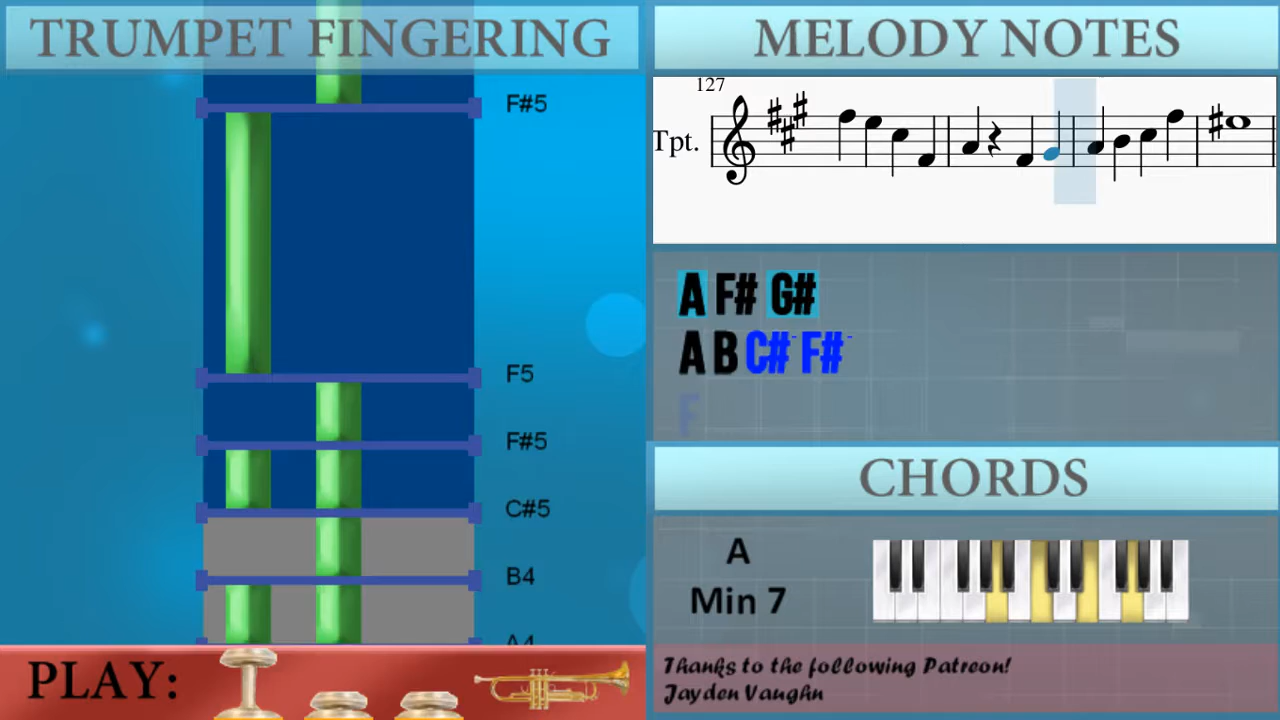 TRUMPET FINGERING
F#5
F5
F#5
C#5
B4
A4
PLAY:
MELODY NOTES
127
Tpt.
A F# G#
A B C#- F#-
F
CHORDS
A
Min 7
Thanks to the following Patreon!
Jayden Vaughn